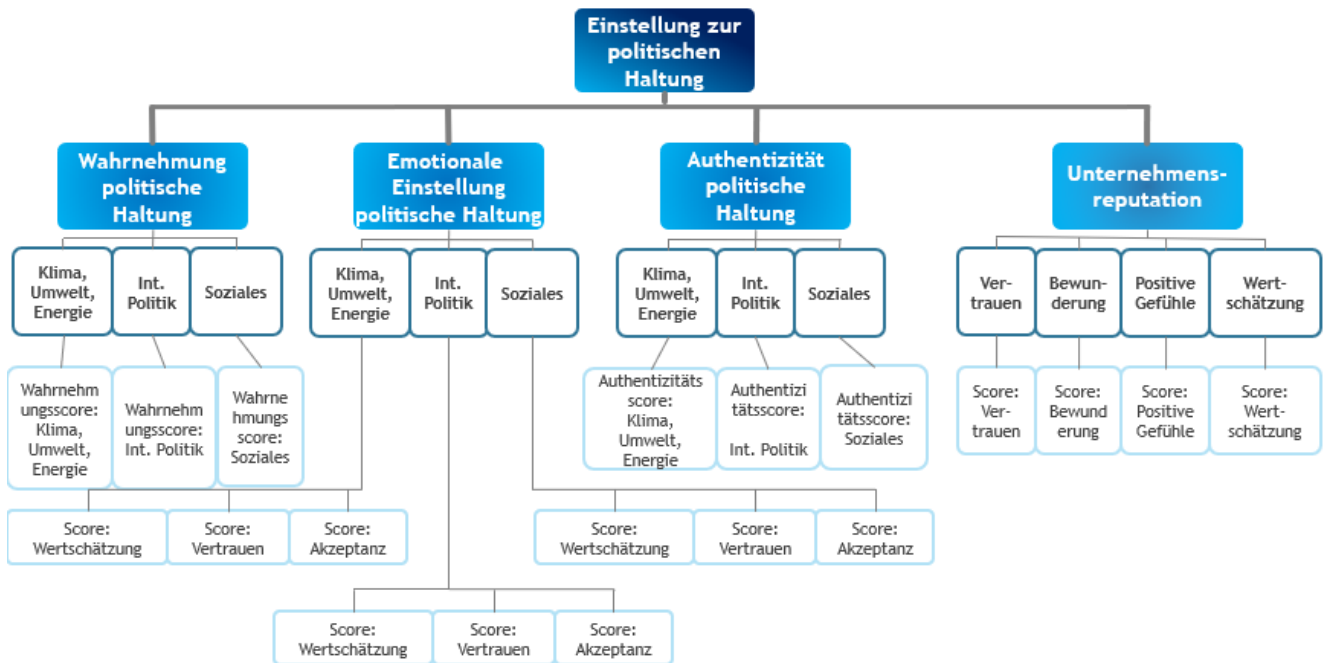 Einstellung zur
politischen
Haltung
Wahrnehmung
politische
Haltung
Emotionale
Einstellung
politische Haltung
Authentizität
politische
Haltung
Unternehmens-
reputation
Klima,
Umwelt,
Energie
Int.
Politik
Soziales
Klima,
Umwelt,
Energie
Int.
Politik
Soziales
Klima,
Umwelt,
Energie
Int.
Politik
Soziales
Ver-
trauen
Bewun-
derung
Positive
Gefühle
Wert-
schätzung
Wahrnehm
ungsscore:
Klima,
Umwelt,
Energie
Wahrnehm
ungsscore:
Int. Politik
Wahrne
hmungs
score:
Soziales
Authentizitäts
score:
Klima,
Umwelt,
Energie
Authentizi
tätsscore:
Int. Politik
Authentizi
tätsscore:
Soziales
Score:
Ver-
trauen
Score:
Bewund
erung
Score:
Positive
Gefühle
Score:
Wert-
schätzung
Score:
Wertschätzung
Score:
Vertrauen
Score:
Akzeptanz
Score:
Wertschätzung
Score:
Vertrauen
Score:
Akzeptanz
Score:
Wertschätzung
Score:
Vertrauen
Score:
Akzeptanz